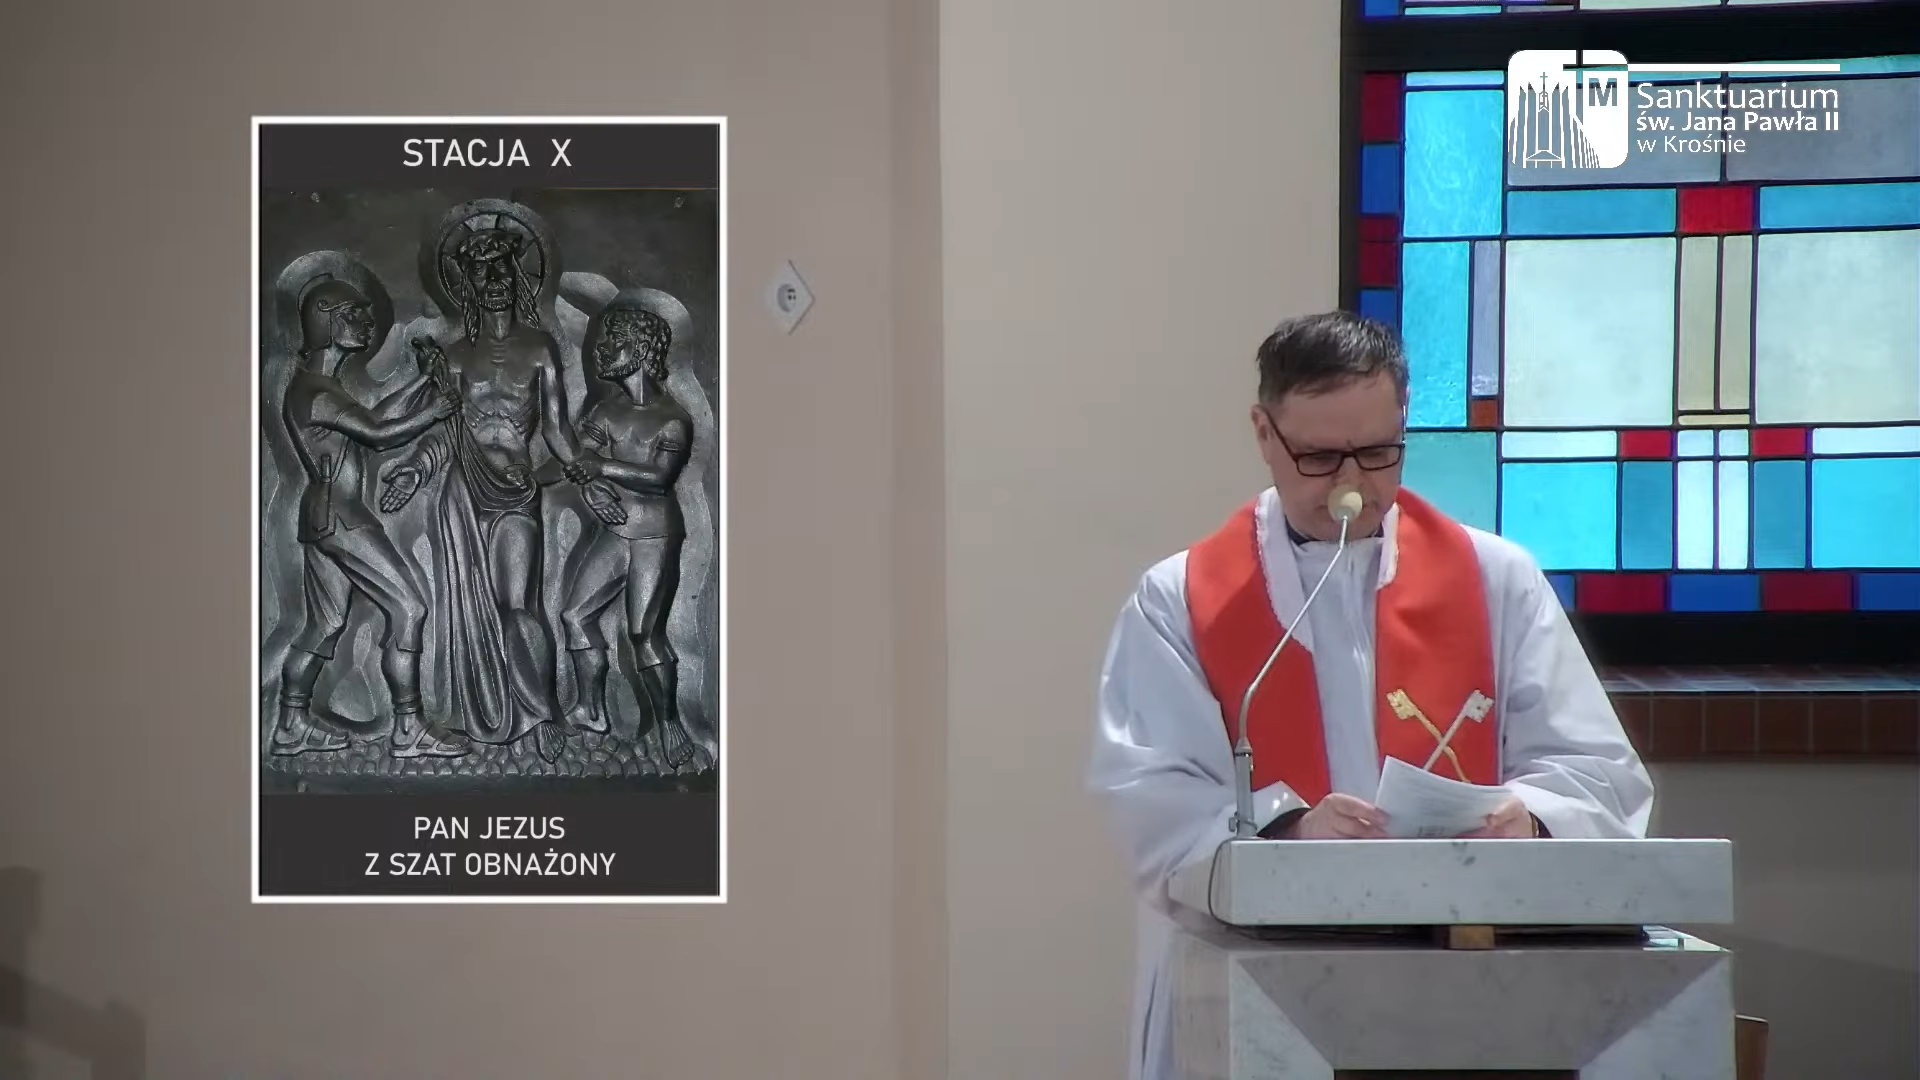 STACJA X
PAN JEZUS
Z SZAT OBNAŻONY
M
Sanktuarium
św. Jana Pawła II
w Krośnie